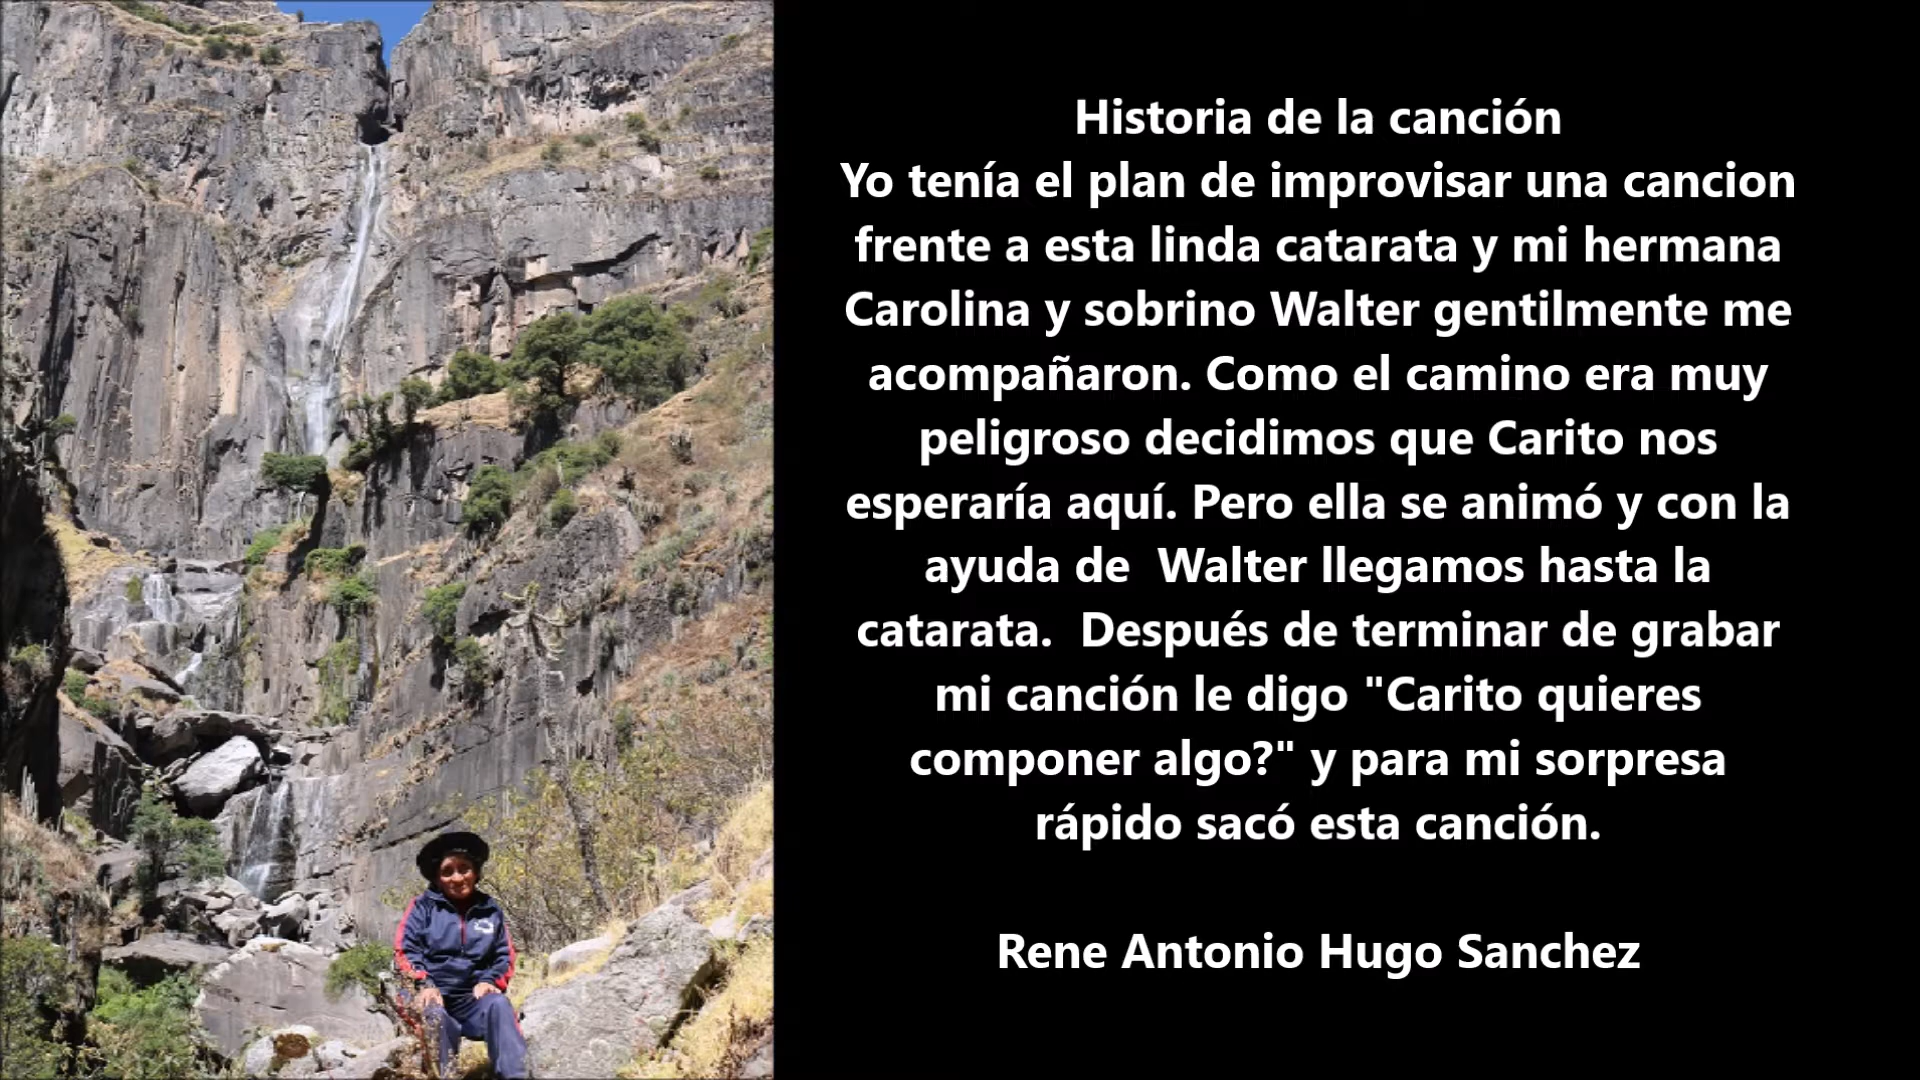 Historia de la canción
Yo tenía el plan de improvisar una cancion
frente a esta linda catarata y mi hermana
Carolina y sobrino Walter gentilmente me
acompañaron. Como el camino era muy
peligroso decidimos que Carito nos
esperaría aquí. Pero ella se animó y con la
ayuda de  Walter llegamos hasta la
catarata.  Después de terminar de grabar
mi canción le digo "Carito quieres
componer algo?" y para mi sorpresa
rápido sacó esta canción.
Rene Antonio Hugo Sanchez